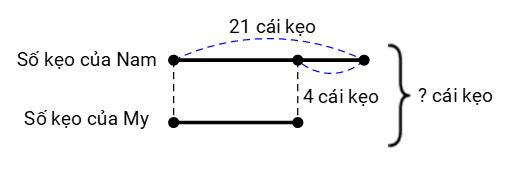 21 cái kẹo
Số kẹo của Nam
4 cái kẹo
? cái kẹo
Số kẹo của My